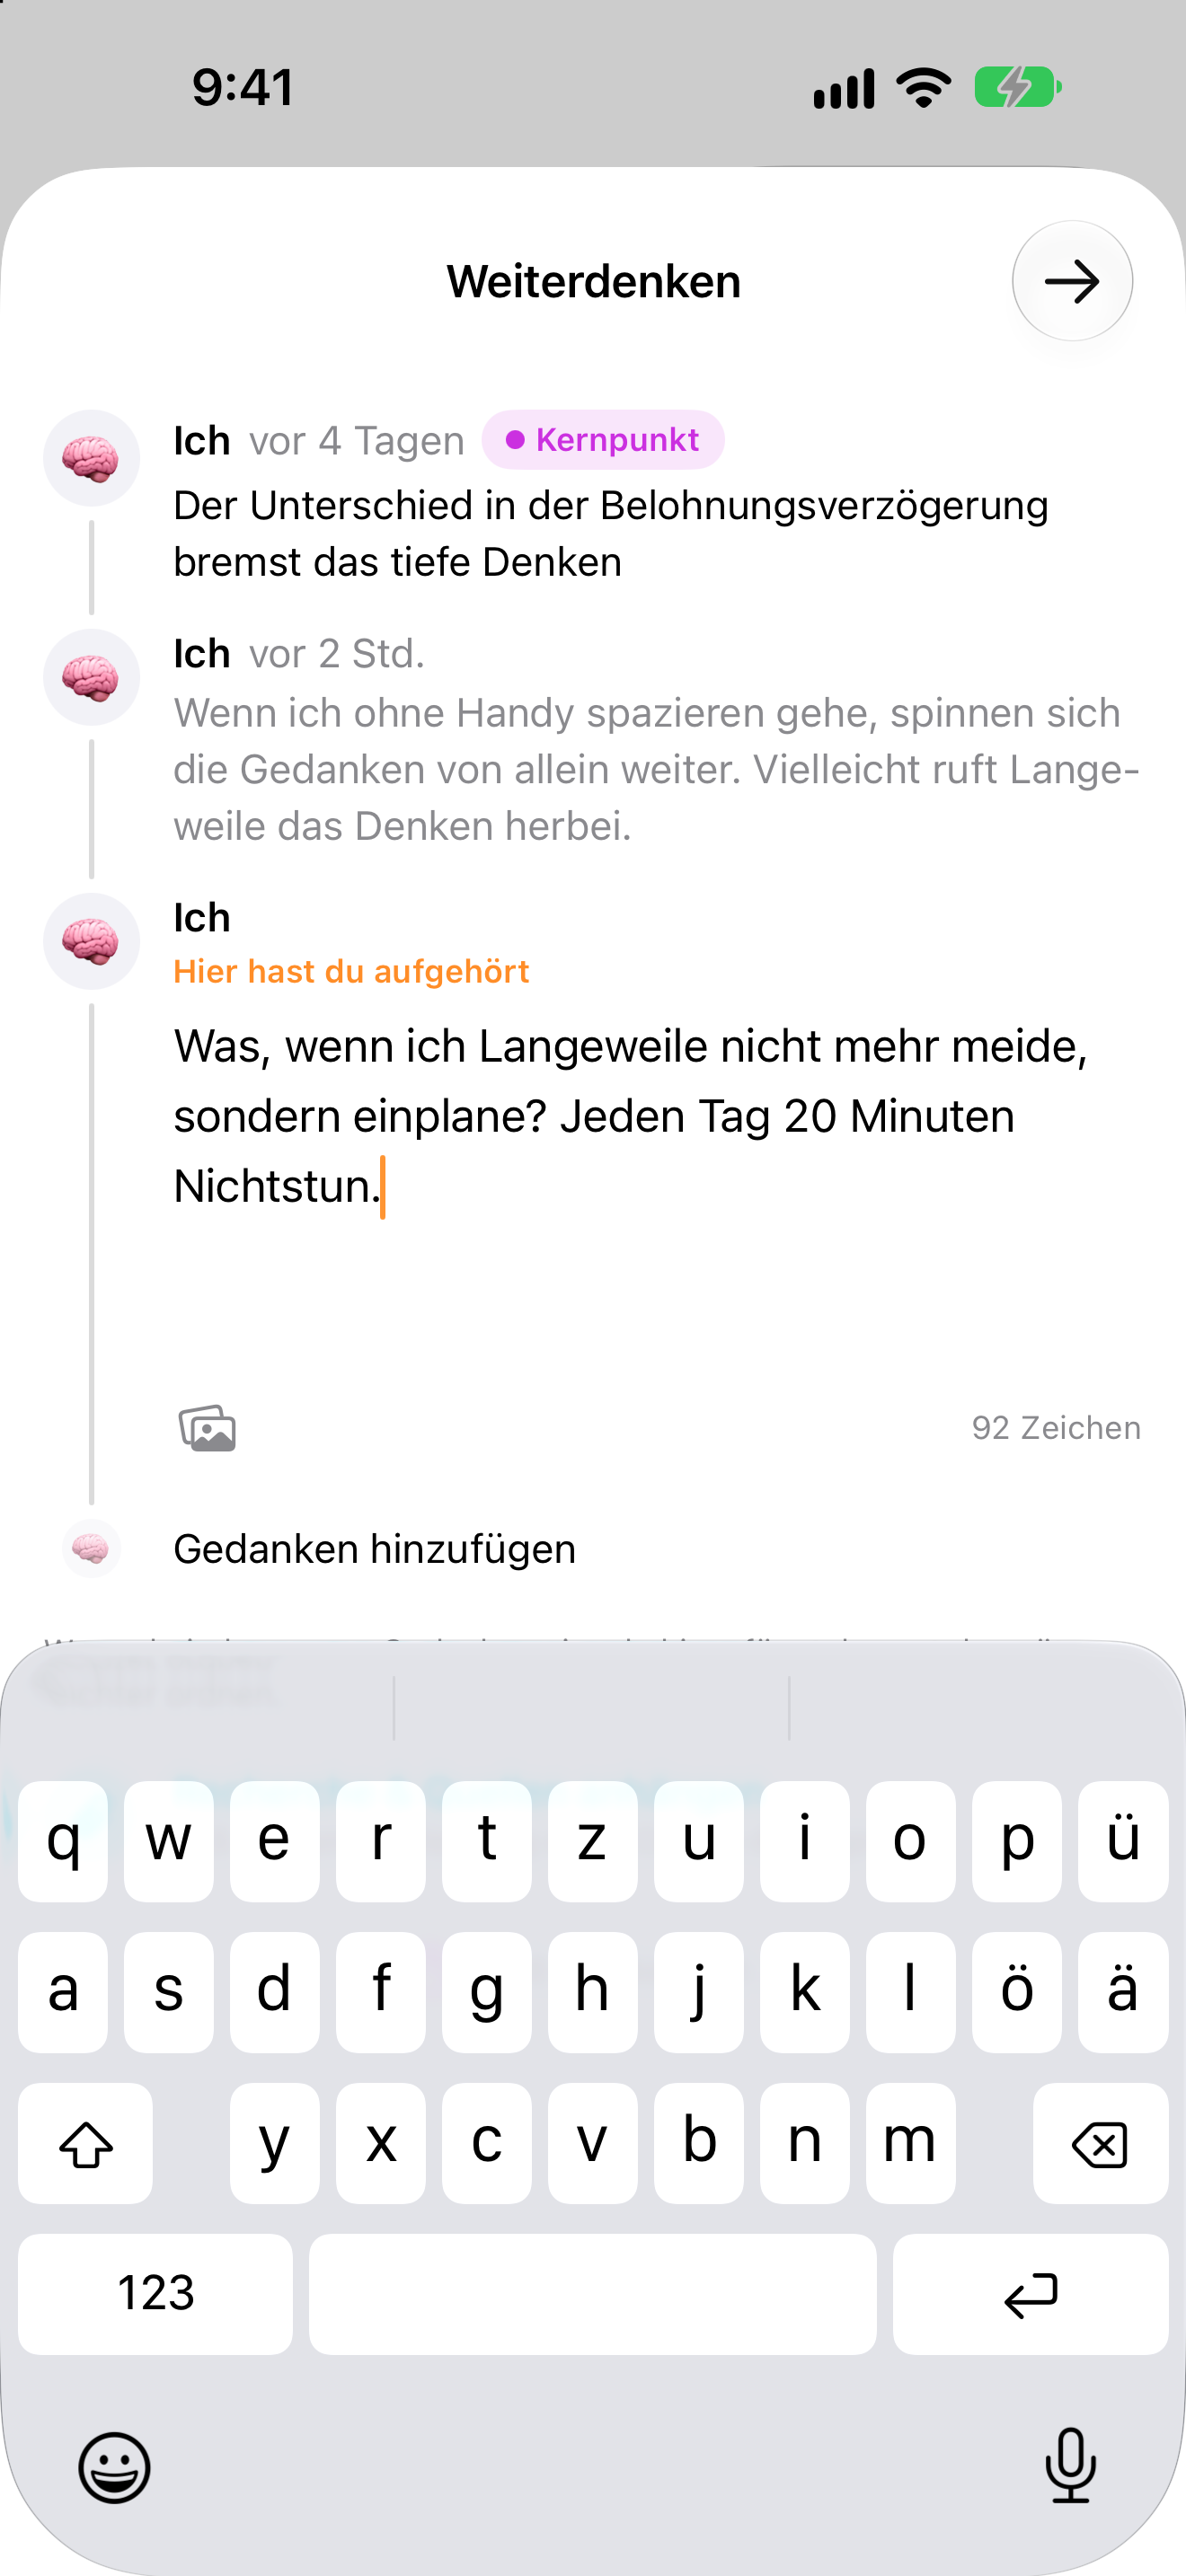 9:41
Weiterdenken
Ich vor 4 Tagen Kernpunkt
Der Unterschied in der Belohnungsverzögerung
bremst das tiefe Denken
Ich vor 2 Std.
Wenn ich ohne Handy spazieren gehe, spinnen sich
die Gedanken von allein weiter. Vielleicht ruft Lange-
weile das Denken herbei.
Ich
Hier hast du aufgehört
Was, wenn ich Langeweile nicht mehr meide,
sondern einplane? Jeden Tag 20 Minuten
Nichtstun.
92 Zeichen
Gedanken hinzufügen
q w e r t z u i o p ü
a s d f g h j k l ö ä
y x c v b n m
123